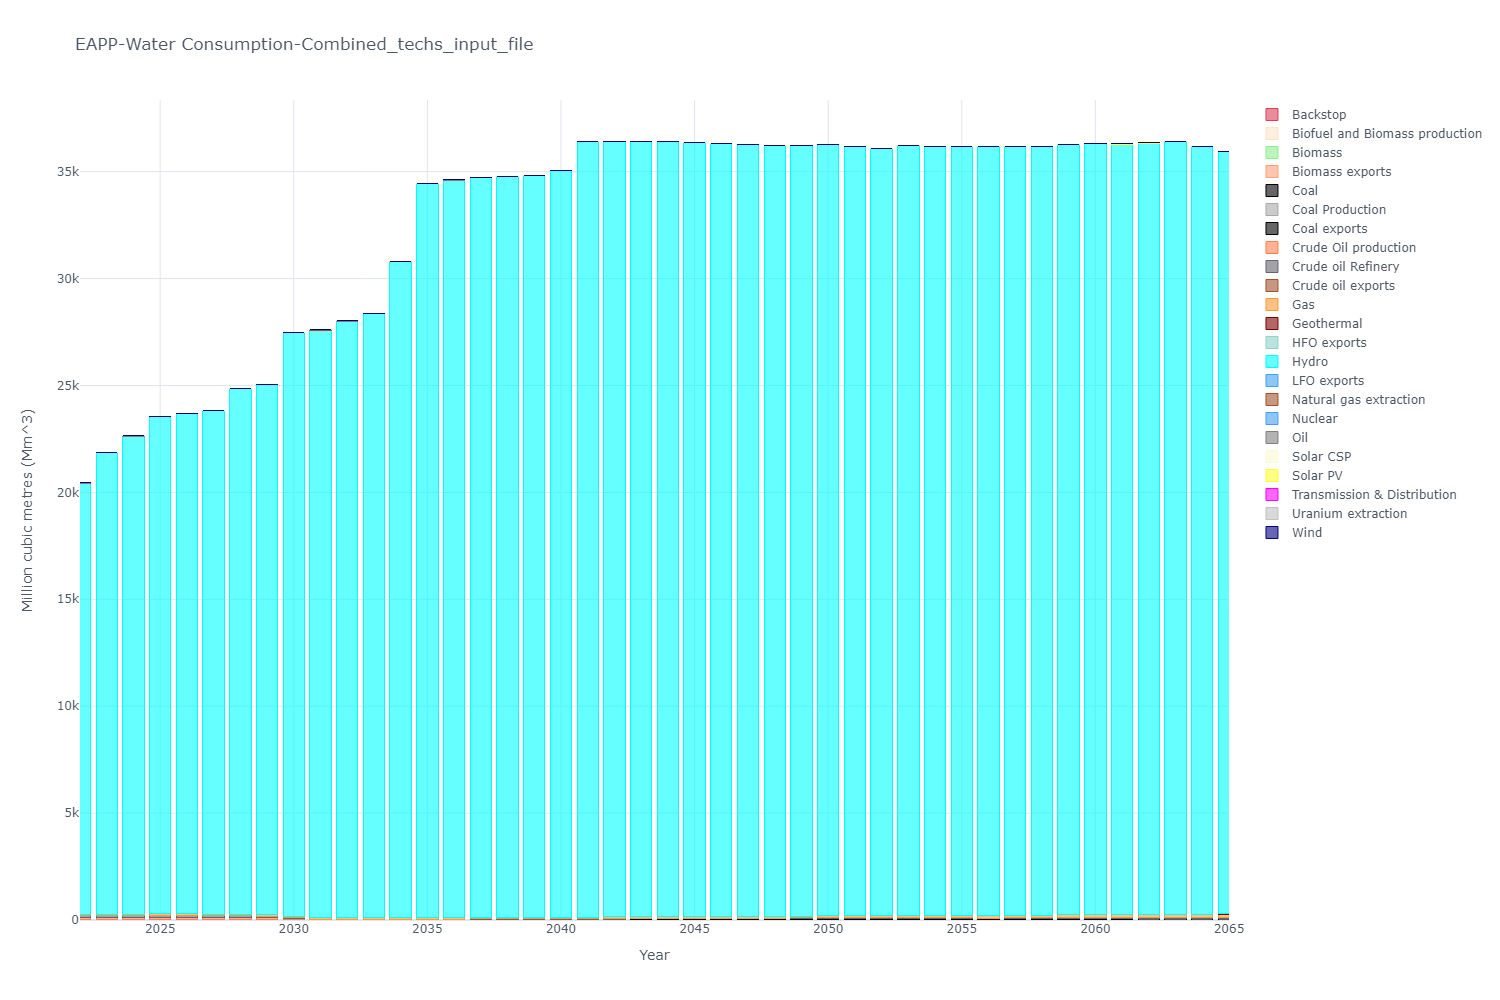 EAPP-Water Consumption-Combined_techs_input_file
Million cubic metres (Mm^3)
35k
30k
25k
20k
15k
10k
5k
0
2025 2030 2035 2040 2045 2050 2055 2060 2065
Year
Backstop
Biofuel and Biomass production
Biomass
Biomass exports
Coal
Coal Production
Coal exports
Crude Oil production
Crude oil Refinery
Crude oil exports
Gas
Geothermal
HFO exports
Hydro
LFO exports
Natural gas extraction
Nuclear
Oil
Solar CSP
Solar PV
Transmission & Distribution
Uranium extraction
Wind